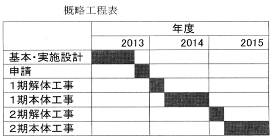 概略工程表
年度
2013 2014 2015
基本・実施設計
申請
1期解体工事
1期本体工事
2期解体工事
2期本体工事